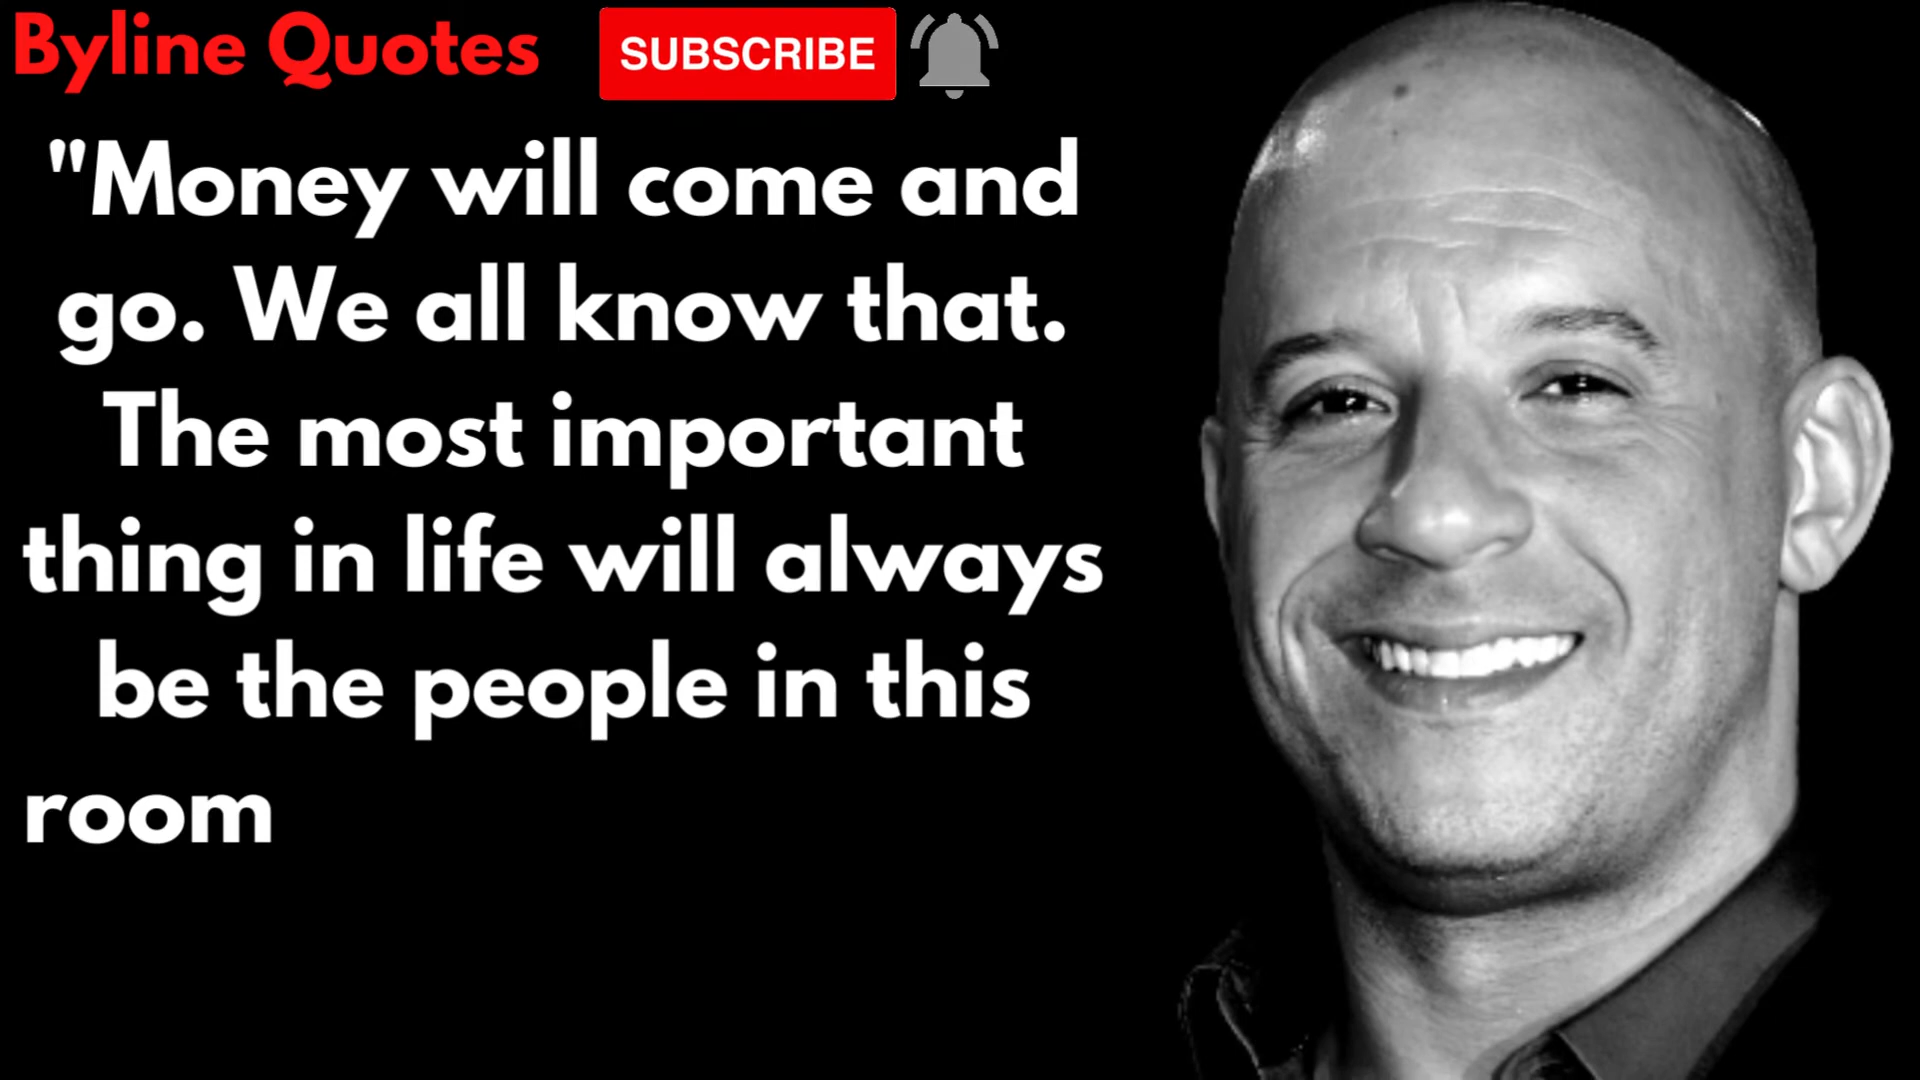 Byline Quotes
SUBSCRIBE
"Money will come and
go. We all know that.
The most important
thing in life will always
be the people in this
room